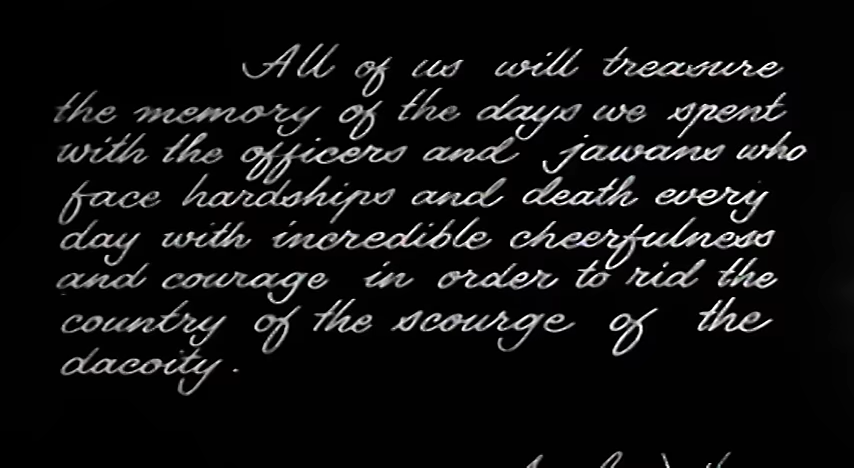 All of us will treasure
the memory of the days we spent
with the officers and jawans who
face hardships and death every
day with incredible cheerfulness
and courage in order to rid the
country of the scourge of the
dacoity.